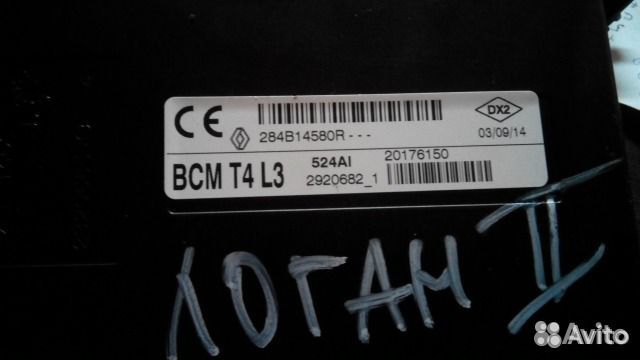 CE
284B14580R - - -
DX2
03/09/14
BCM T4 L3
524AI
20176150
2920682_1
ЛОГАН II
Avito